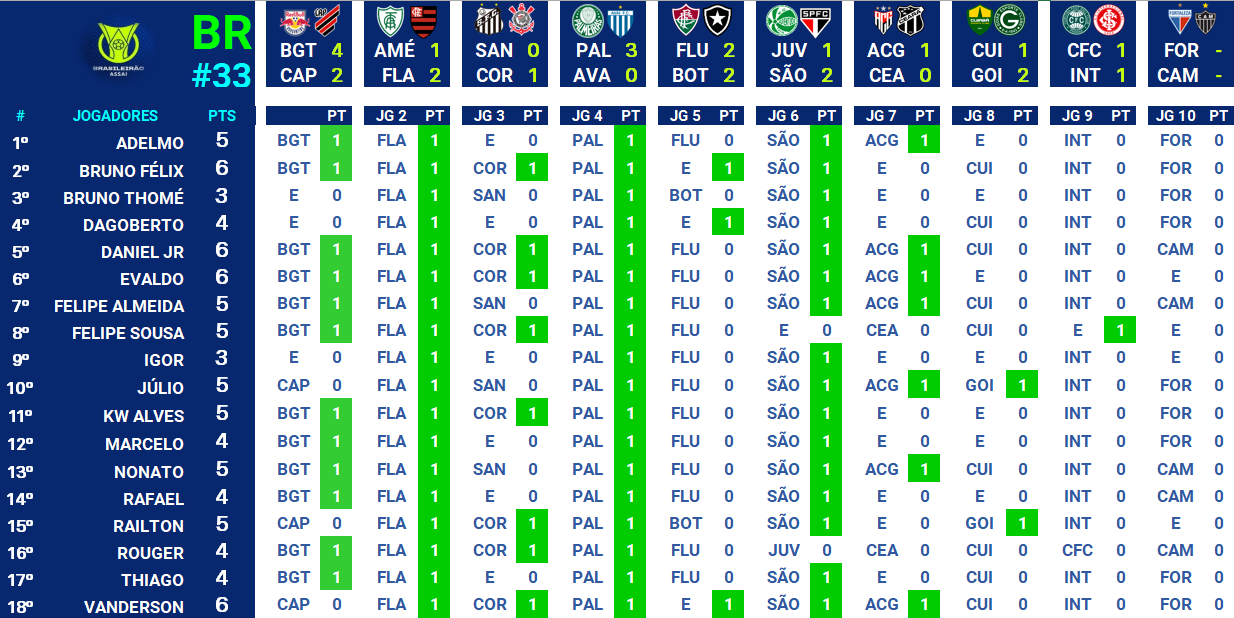 BRASILEIRÃO
ASSAÍ
BR
#33
BGT 4 AMÉ 1 SAN 0 PAL 3 FLU 2 JUV 1 ACG 1 CUI 1 CFC 1 FOR -
CAP 2 FLA 2 COR 1 AVA 0 BOT 2 SÃO 2 CEA 0 GOI 2 INT 1 CAM -
# JOGADORES PTS PT JG 2 PT JG 3 PT JG 4 PT JG 5 PT JG 6 PT JG 7 PT JG 8 PT JG 9 PT JG 10 PT
1º ADELMO 5 BGT 1 FLA 1 E 0 PAL 1 FLU 0 SÃO 1 ACG 1 E 0 INT 0 FOR 0
2º BRUNO FÉLIX 6 BGT 1 FLA 1 COR 1 PAL 1 E 1 SÃO 1 E 0 CUI 0 INT 0 FOR 0
3º BRUNO THOMÉ 3 E 0 FLA 1 SAN 0 PAL 1 BOT 0 SÃO 1 E 0 E 0 INT 0 FOR 0
4º DAGOBERTO 4 E 0 FLA 1 E 0 PAL 1 E 1 SÃO 1 E 0 CUI 0 INT 0 FOR 0
5º DANIEL JR 6 BGT 1 FLA 1 COR 1 PAL 1 FLU 0 SÃO 1 ACG 1 CUI 0 INT 0 CAM 0
6º EVALDO 6 BGT 1 FLA 1 COR 1 PAL 1 FLU 0 SÃO 1 ACG 1 E 0 INT 0 E 0
7º FELIPE ALMEIDA 5 BGT 1 FLA 1 SAN 0 PAL 1 FLU 0 SÃO 1 ACG 1 CUI 0 INT 0 CAM 0
8º FELIPE SOUSA 5 BGT 1 FLA 1 COR 1 PAL 1 FLU 0 E 0 CEA 0 CUI 0 E 1 E 0
9º IGOR 3 E 0 FLA 1 E 0 PAL 1 FLU 0 SÃO 1 E 0 E 0 INT 0 E 0
10º JÚLIO 5 CAP 0 FLA 1 SAN 0 PAL 1 FLU 0 SÃO 1 ACG 1 GOI 1 INT 0 FOR 0
11º KW ALVES 5 BGT 1 FLA 1 COR 1 PAL 1 FLU 0 SÃO 1 E 0 E 0 INT 0 FOR 0
12º MARCELO 4 BGT 1 FLA 1 E 0 PAL 1 FLU 0 SÃO 1 E 0 E 0 INT 0 FOR 0
13º NONATO 5 BGT 1 FLA 1 SAN 0 PAL 1 FLU 0 SÃO 1 ACG 1 CUI 0 INT 0 CAM 0
14º RAFAEL 4 BGT 1 FLA 1 E 0 PAL 1 FLU 0 SÃO 1 E 0 E 0 INT 0 CAM 0
15º RAILTON 5 CAP 0 FLA 1 COR 1 PAL 1 BOT 0 SÃO 1 E 0 GOI 1 INT 0 E 0
16º ROUGER 4 BGT 1 FLA 1 COR 1 PAL 1 FLU 0 JUV 0 CEA 0 CUI 0 CFC 0 CAM 0
17º THIAGO 4 BGT 1 FLA 1 E 0 PAL 1 FLU 0 SÃO 1 E 0 CUI 0 INT 0 FOR 0
18º VANDERSON 6 CAP 0 FLA 1 COR 1 PAL 1 E 1 SÃO 1 ACG 1 CUI 0 INT 0 FOR 0